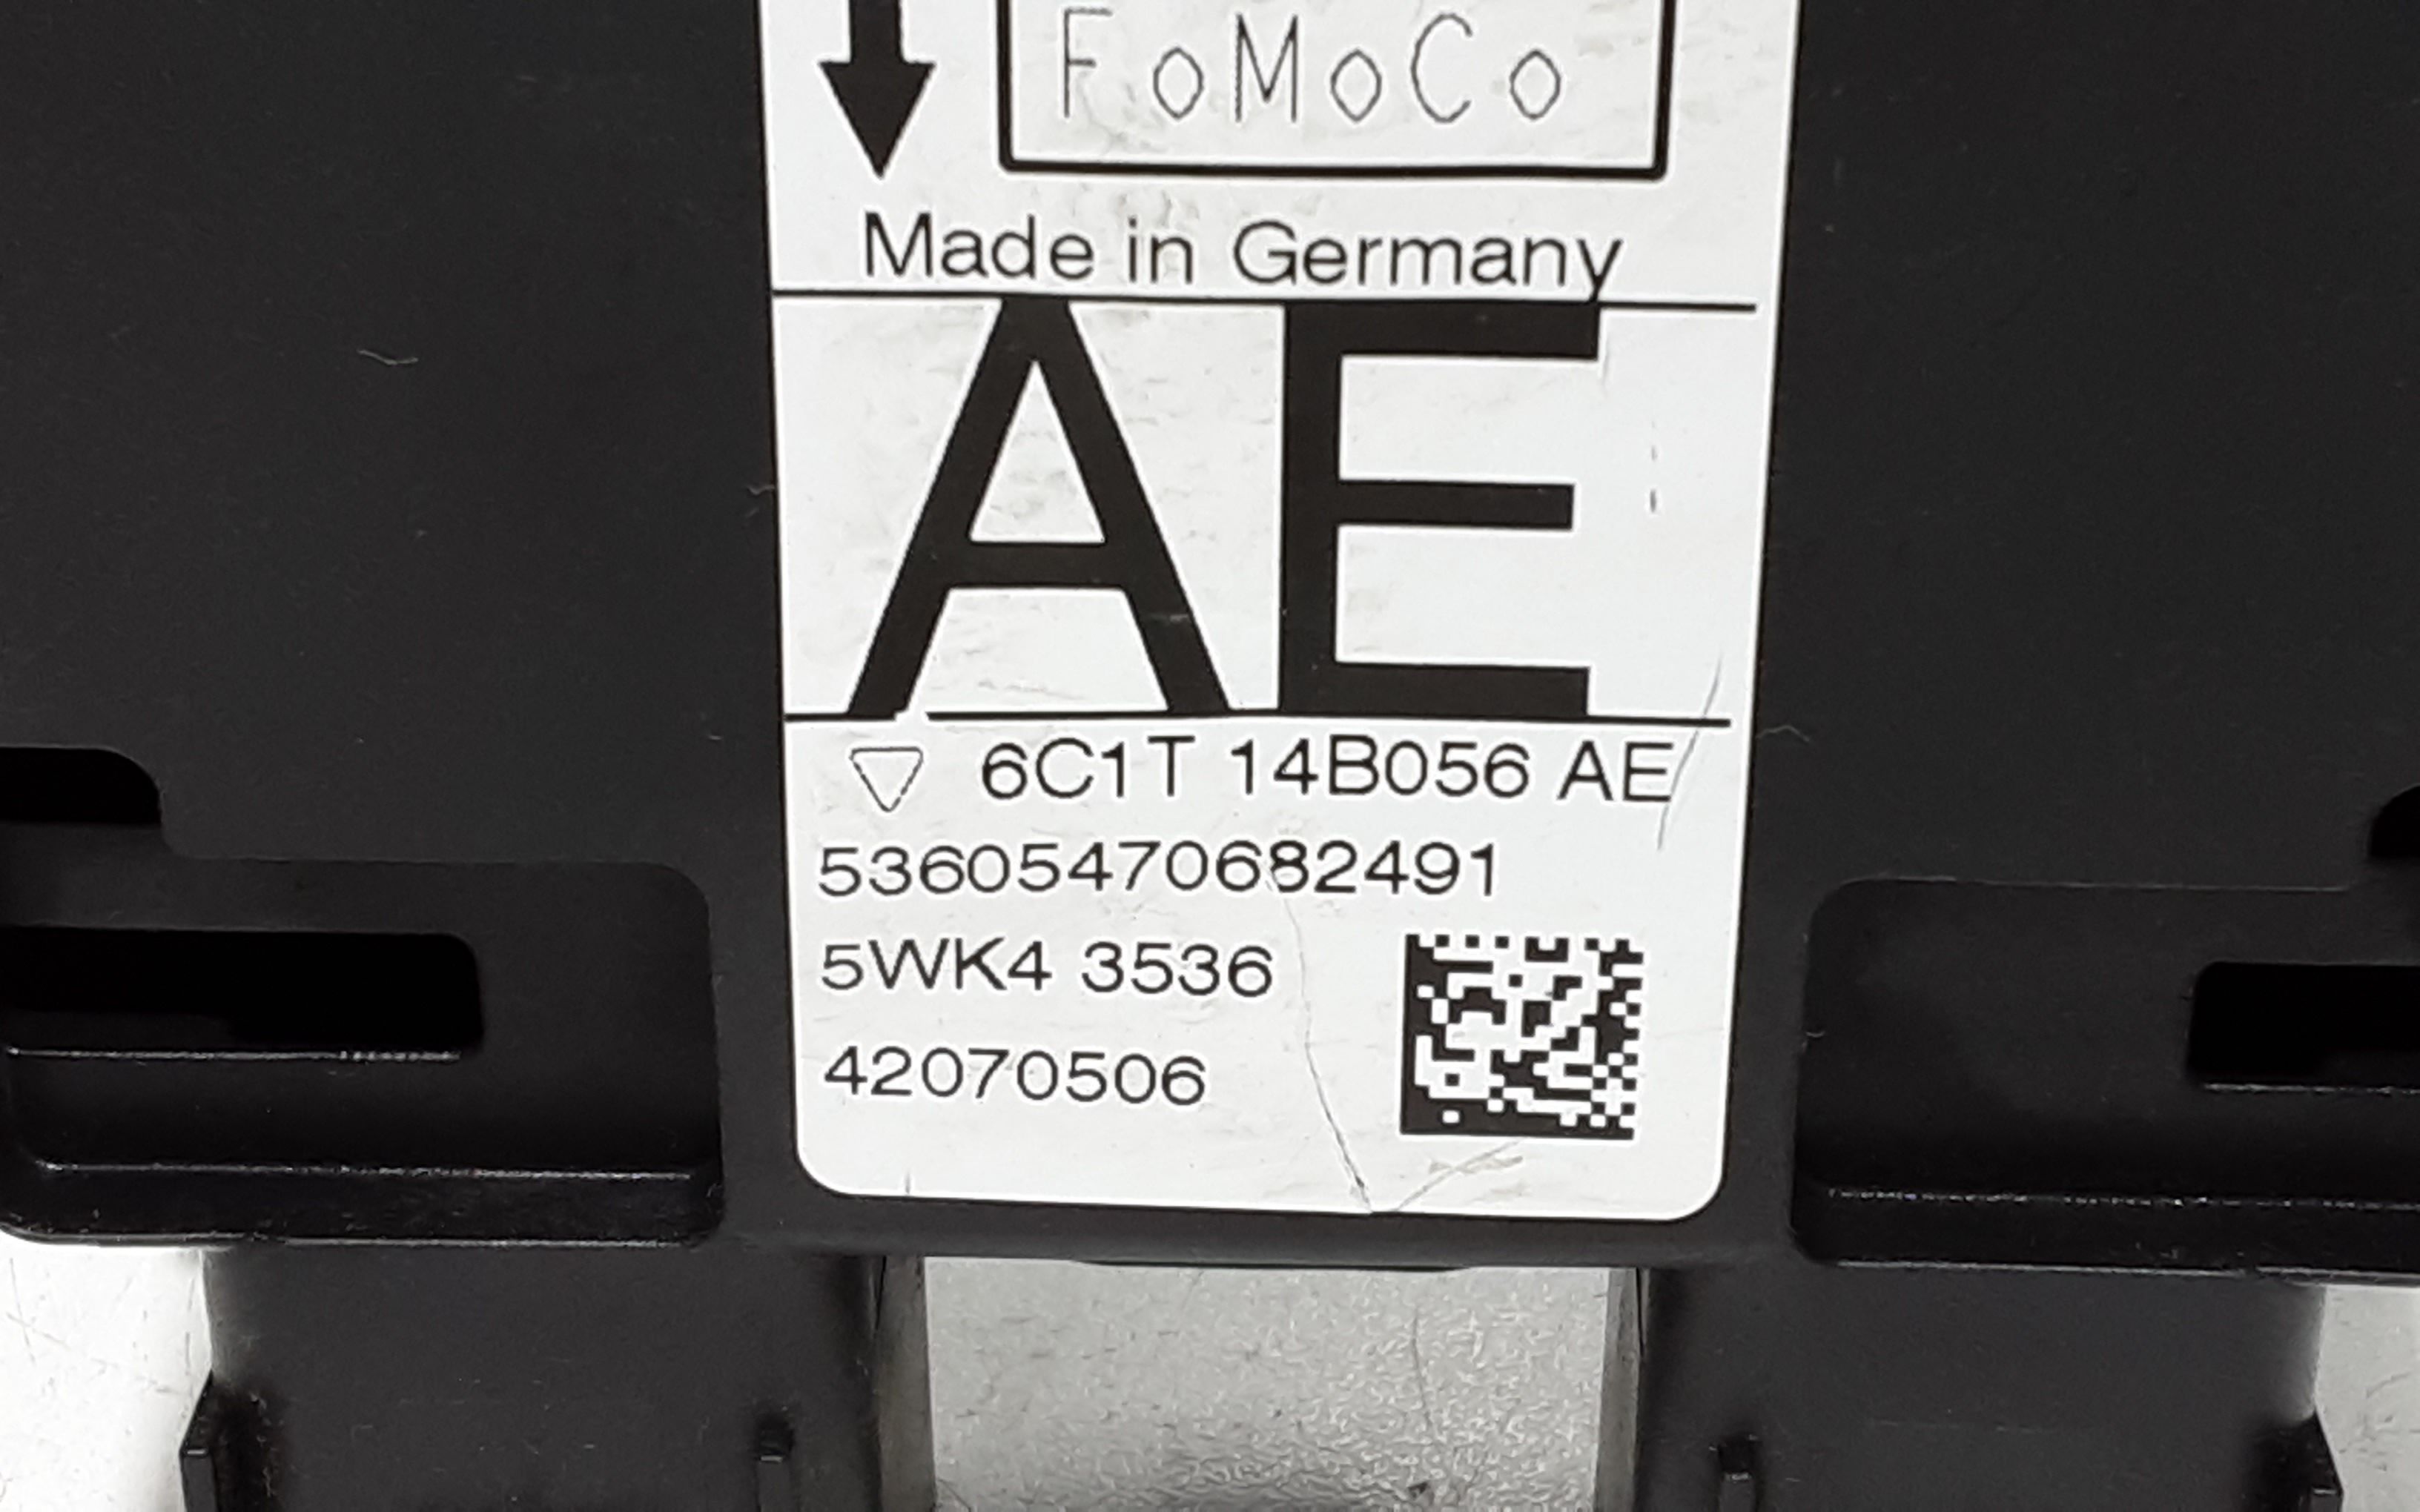 FoMoCo
Made in Germany
AE
6C1T 14B056 AE
53605470682491
5WK4 3536
42070506